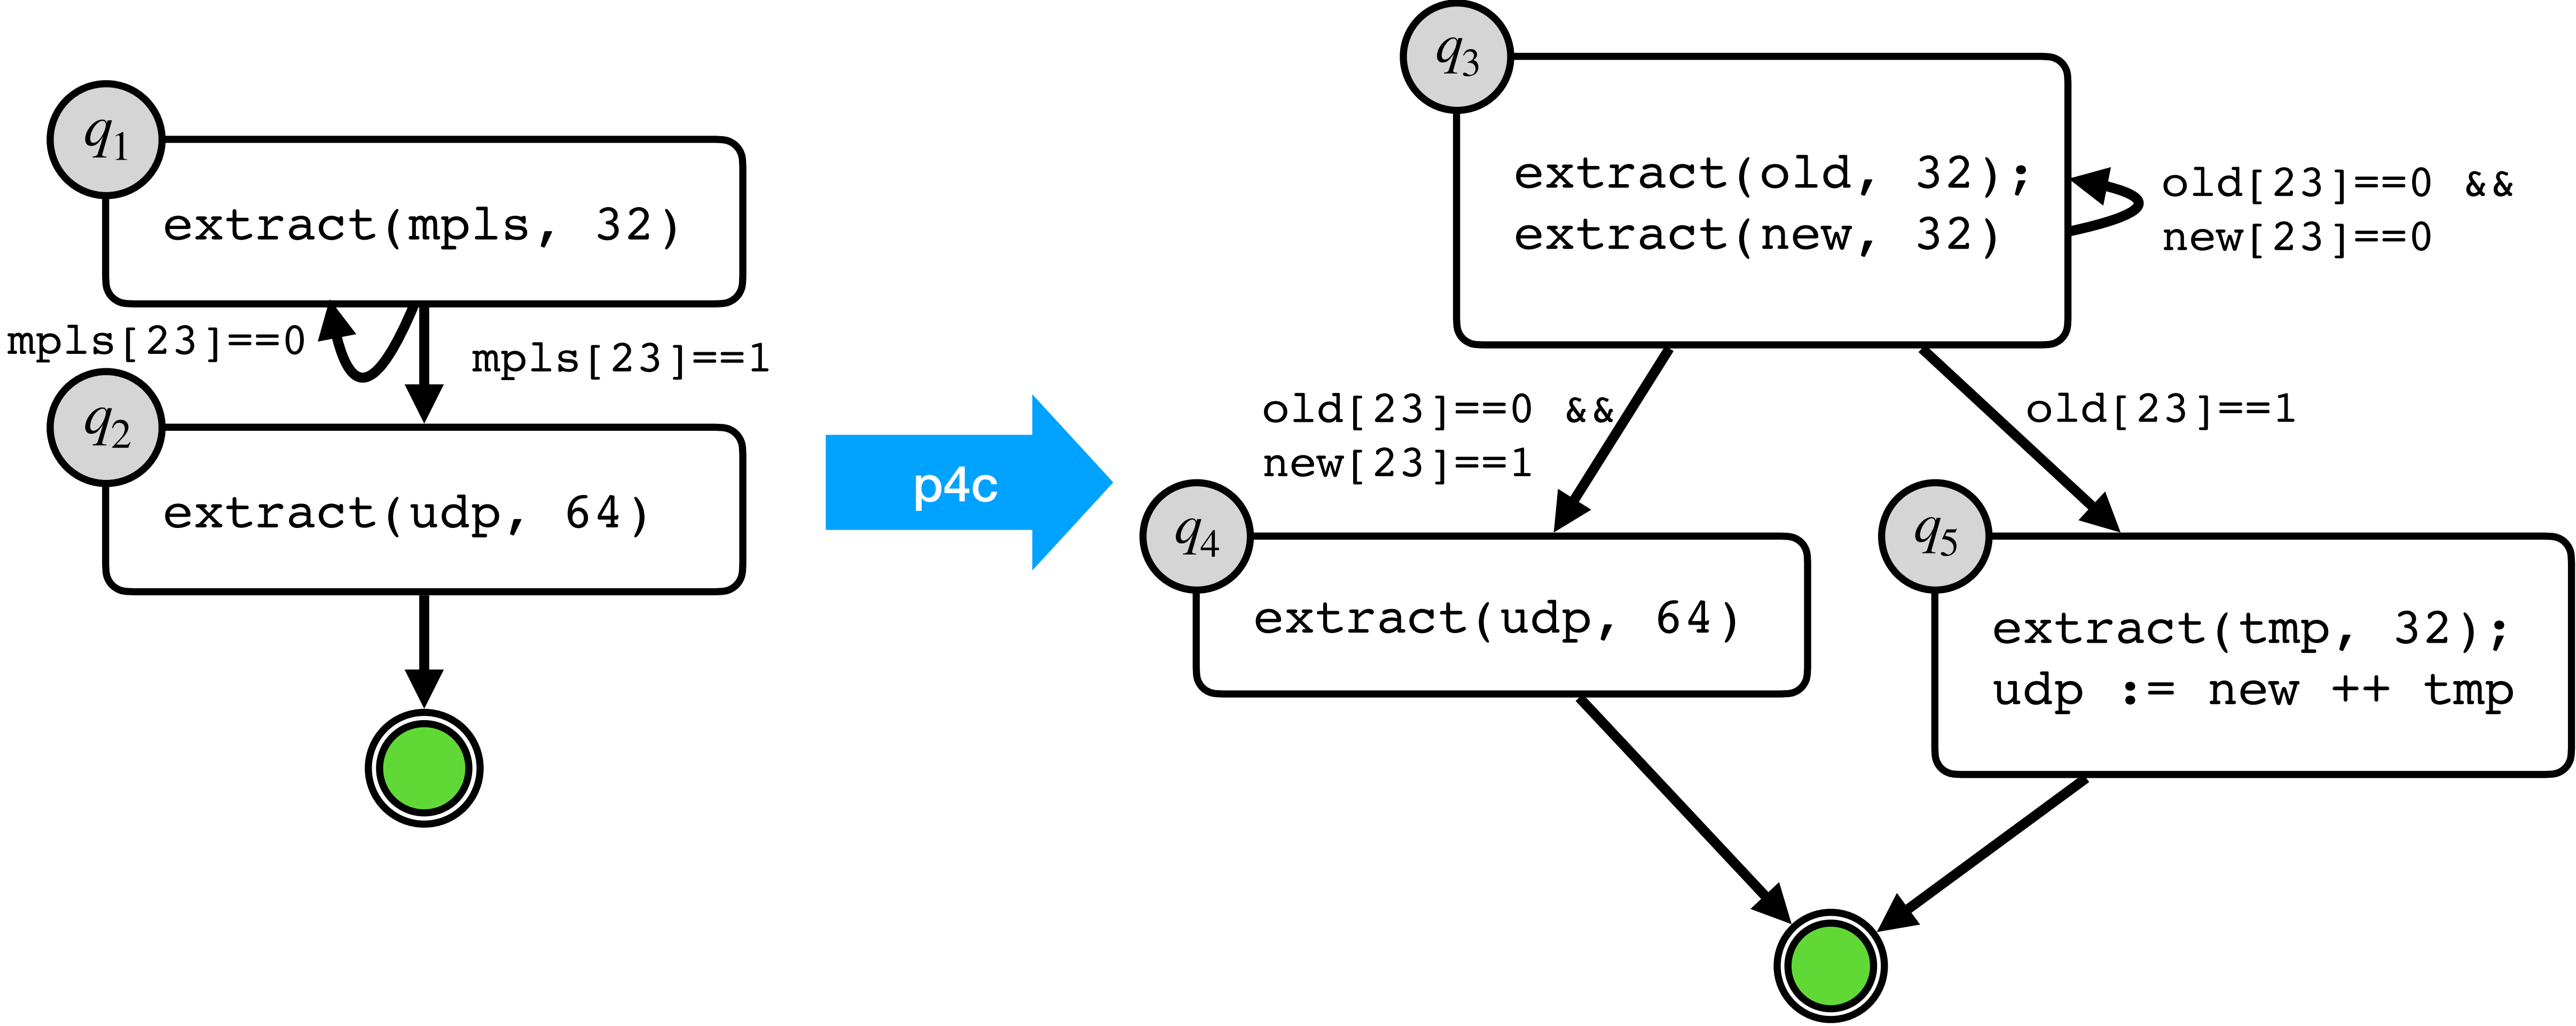 q1
extract(mpls, 32)
mpls[23]==0
mpls[23]==1
q2
extract(udp, 64)
p4c
q3
extract(old, 32);
extract(new, 32)
old[23]==0 &&
new[23]==0
old[23]==0 &&
new[23]==1
old[23]==1
q4
extract(udp, 64)
q5
extract(tmp, 32);
udp := new ++ tmp